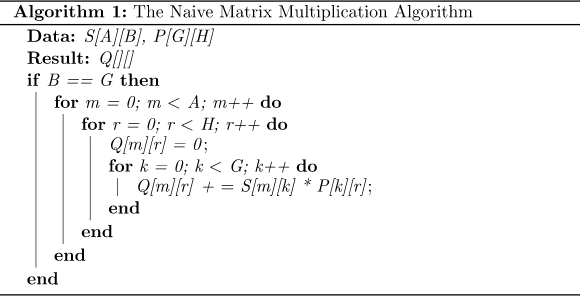 Algorithm 1: The Naive Matrix Multiplication Algorithm
Data: S[A][B], P[G][H]
Result: Q[][]
if B == G then
for m = 0; m < A; m++ do
for r = 0; r < H; r++ do
Q[m][r] = 0;
for k = 0; k < G; k++ do
Q[m][r] + = S[m][k] * P[k][r];
end
end
end
end